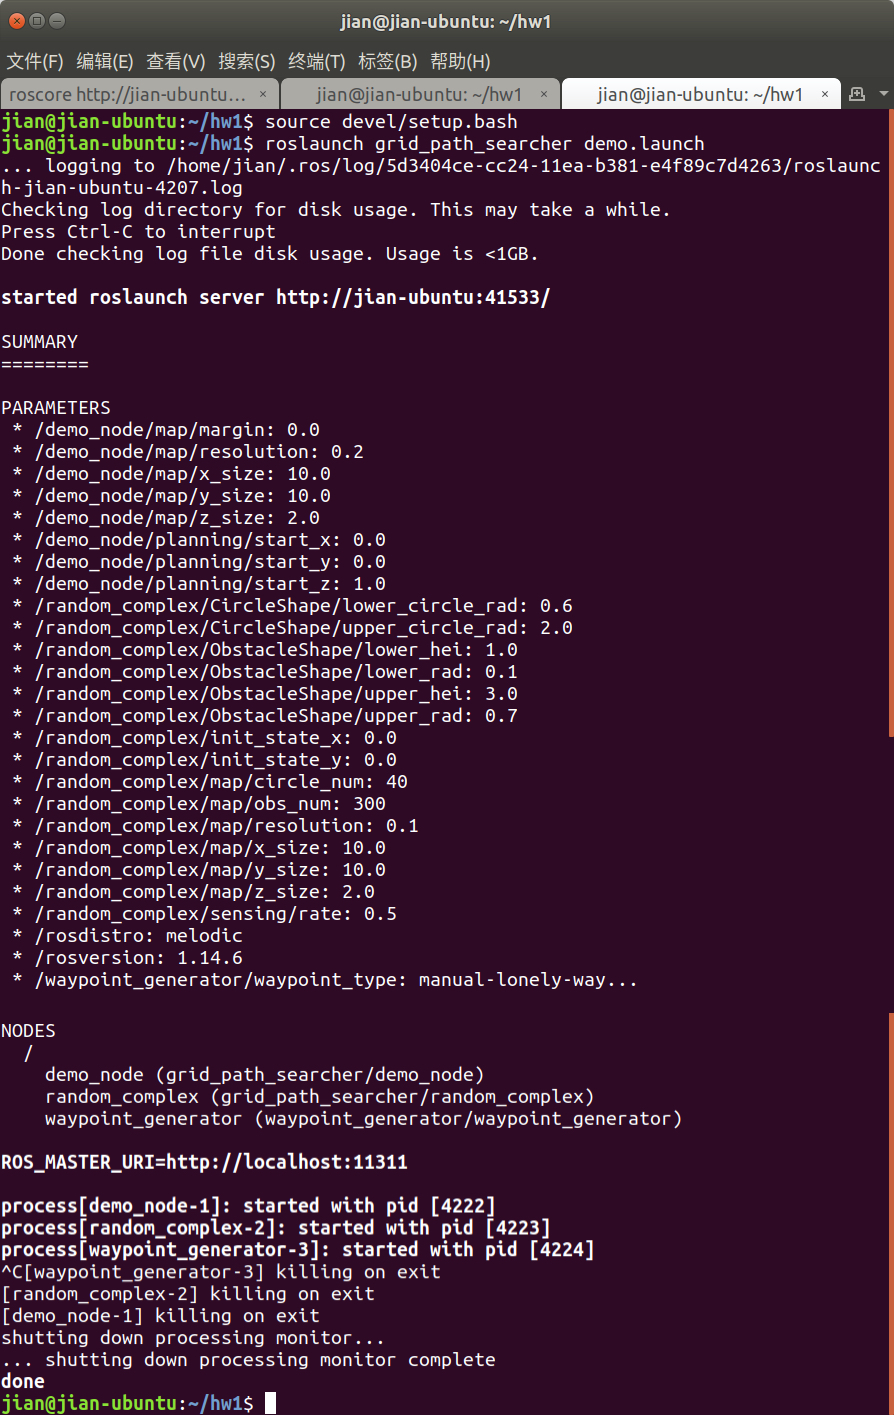 jian@jian-ubuntu: ~/hw1
文件(F) 编辑(E) 查看(V) 搜索(S) 终端(T) 标签(B) 帮助(H)
roscore http://jian-ubuntu... × jian@jian-ubuntu: ~/hw1 × jian@jian-ubuntu: ~/hw1 ×
jian@jian-ubuntu:~/hw1$ source devel/setup.bash
jian@jian-ubuntu:~/hw1$ roslaunch grid_path_searcher demo.launch
... logging to /home/jian/.ros/log/5d3404ce-cc24-11ea-b381-e4f89c7d4263/roslaunc
h-jian-ubuntu-4207.log
Checking log directory for disk usage. This may take a while.
Press Ctrl-C to interrupt
Done checking log file disk usage. Usage is <1GB.
started roslaunch server http://jian-ubuntu:41533/
SUMMARY
========
PARAMETERS
* /demo_node/map/margin: 0.0
* /demo_node/map/resolution: 0.2
* /demo_node/map/x_size: 10.0
* /demo_node/map/y_size: 10.0
* /demo_node/map/z_size: 2.0
* /demo_node/planning/start_x: 0.0
* /demo_node/planning/start_y: 0.0
* /demo_node/planning/start_z: 1.0
* /random_complex/CircleShape/lower_circle_rad: 0.6
* /random_complex/CircleShape/upper_circle_rad: 2.0
* /random_complex/ObstacleShape/lower_hei: 1.0
* /random_complex/ObstacleShape/lower_rad: 0.1
* /random_complex/ObstacleShape/upper_hei: 3.0
* /random_complex/ObstacleShape/upper_rad: 0.7
* /random_complex/init_state_x: 0.0
* /random_complex/init_state_y: 0.0
* /random_complex/map/circle_num: 40
* /random_complex/map/obs_num: 300
* /random_complex/map/resolution: 0.1
* /random_complex/map/x_size: 10.0
* /random_complex/map/y_size: 10.0
* /random_complex/map/z_size: 2.0
* /random_complex/sensing/rate: 0.5
* /rosdistro: melodic
* /rosversion: 1.14.6
* /waypoint_generator/waypoint_type: manual-lonely-way...
NODES
/
demo_node (grid_path_searcher/demo_node)
random_complex (grid_path_searcher/random_complex)
waypoint_generator (waypoint_generator/waypoint_generator)
ROS_MASTER_URI=http://localhost:11311
process[demo_node-1]: started with pid [4222]
process[random_complex-2]: started with pid [4223]
process[waypoint_generator-3]: started with pid [4224]
^C[waypoint_generator-3] killing on exit
[random_complex-2] killing on exit
[demo_node-1] killing on exit
shutting down processing monitor...
... shutting down processing monitor complete
done
jian@jian-ubuntu:~/hw1$